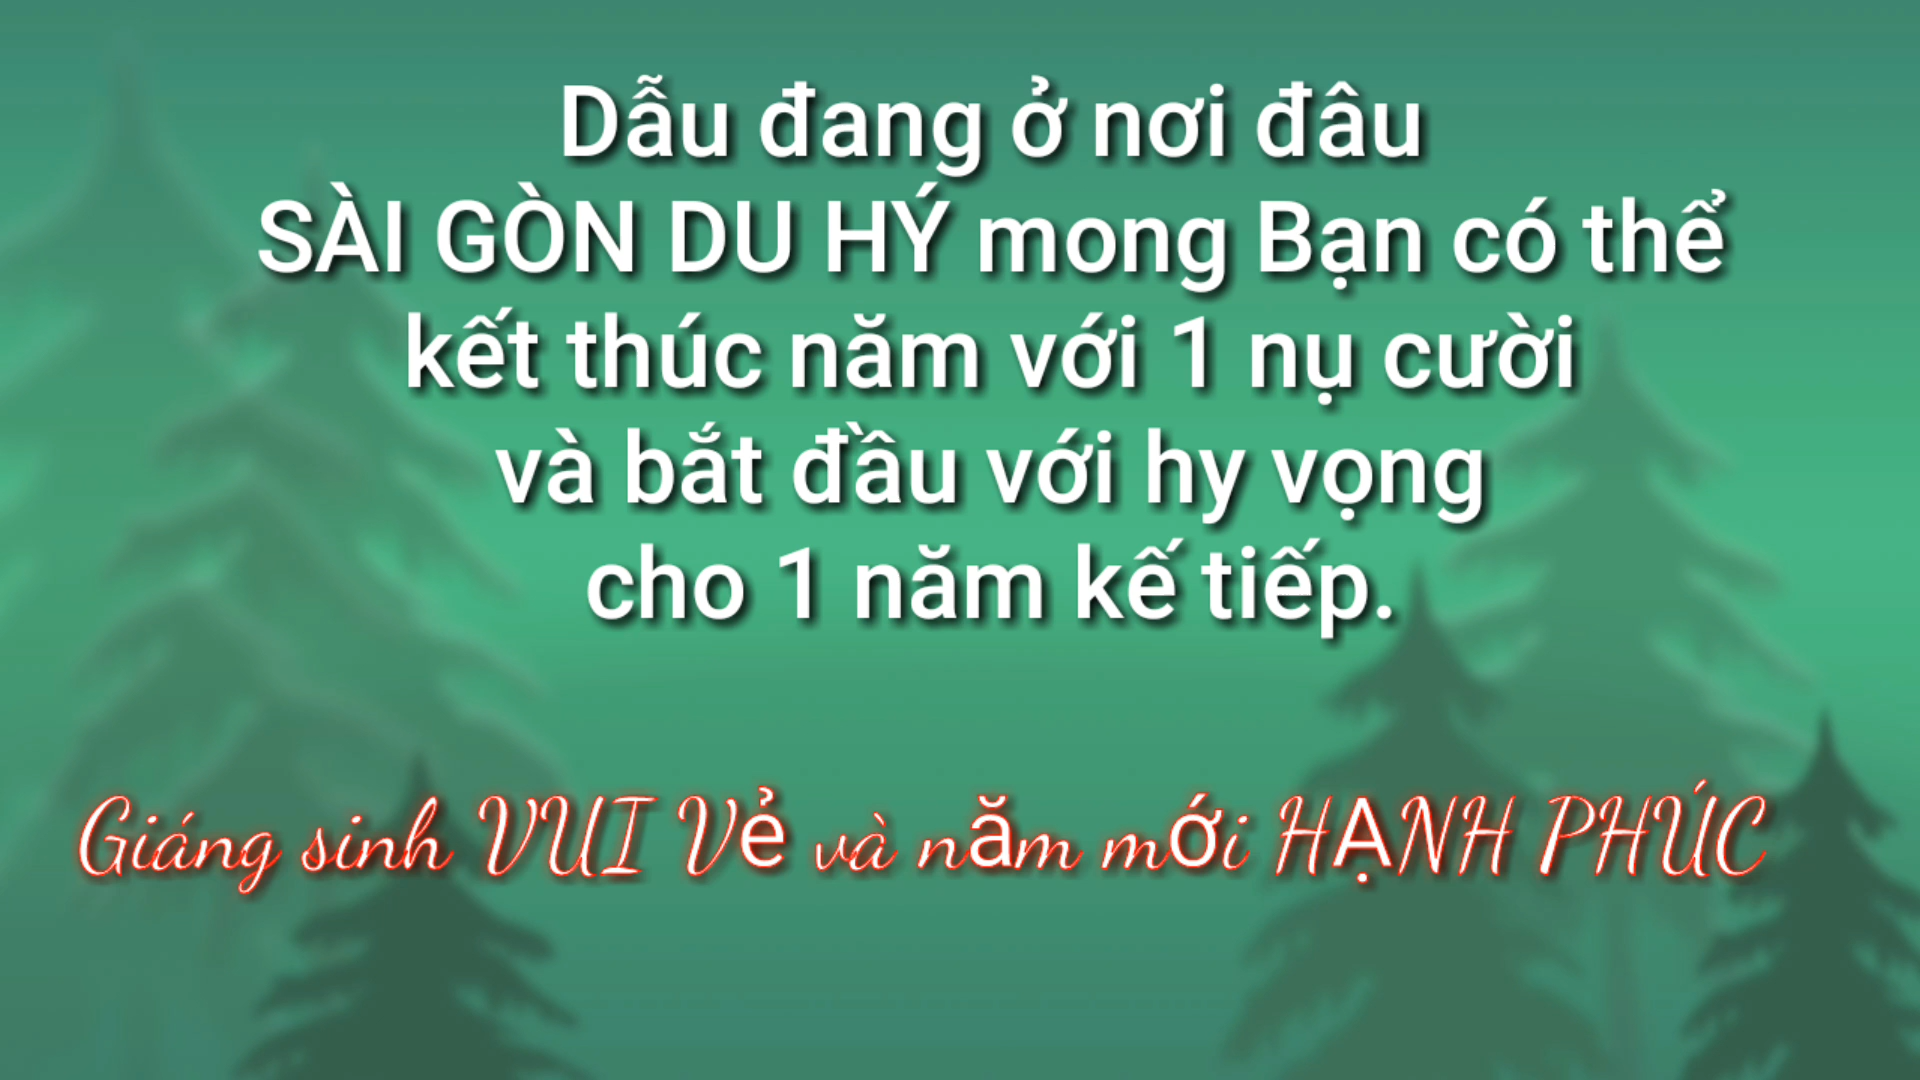 Dẫu đang ở nơi đâu
SÀI GÒN DU HÝ mong Bạn có thể
kết thúc năm với 1 nụ cười
và bắt đầu với hy vọng
cho 1 năm kế tiếp.
Giáng sinh VUI Vẻ và năm mới HẠNH PHÚC